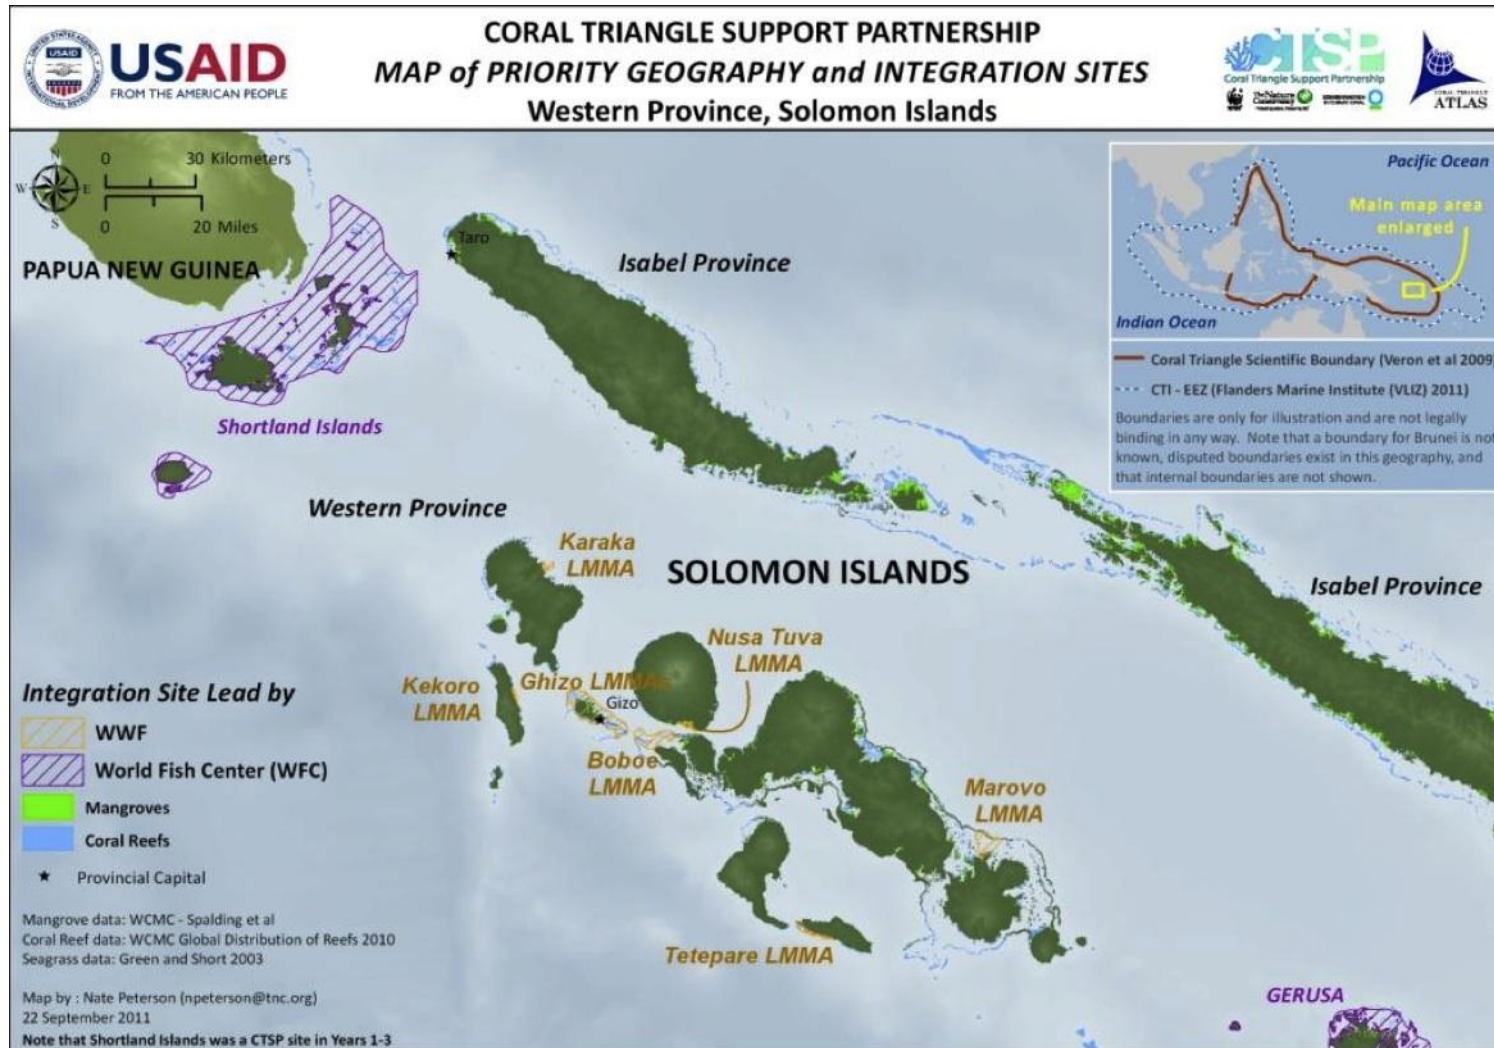 USAID
FROM THE AMERICAN PEOPLE
CORAL TRIANGLE SUPPORT PARTNERSHIP
MAP of PRIORITY GEOGRAPHY and INTEGRATION SITES
Western Province, Solomon Islands
CTSP
Coral Triangle Support Partnership
ATLAS
N
W
E
S
0 30 Kilometers
0 20 Miles
PAPUA NEW GUINEA
Taro
Isabel Province
Pacific Ocean
Main map area
enlarged
Indian Ocean
Coral Triangle Scientific Boundary (Veron et al 2009)
CTI - EEZ (Flanders Marine Institute (VLIZ) 2011)
Boundaries are only for illustration and are not legally
binding in any way. Note that a boundary for Brunei is not
known, disputed boundaries exist in this geography, and
that internal boundaries are not shown.
Shortland Islands
Western Province
Karaka
LMMA
SOLOMON ISLANDS
Isabel Province
Nusa Tuva
LMMA
Kekoro
LMMA
Ghizo LMMAs
Gizo
Boboe
LMMA
Marovo
LMMA
Tetepare LMMA
GERUSA
Integration Site Lead by
WWF
World Fish Center (WFC)
Mangroves
Coral Reefs
Provincial Capital
Mangrove data: WCMC - Spalding et al
Coral Reef data: WCMC Global Distribution of Reefs 2010
Seagrass data: Green and Short 2003
Map by : Nate Peterson (npeterson@tnc.org)
22 September 2011
Note that Shortland Islands was a CTSP site in Years 1-3